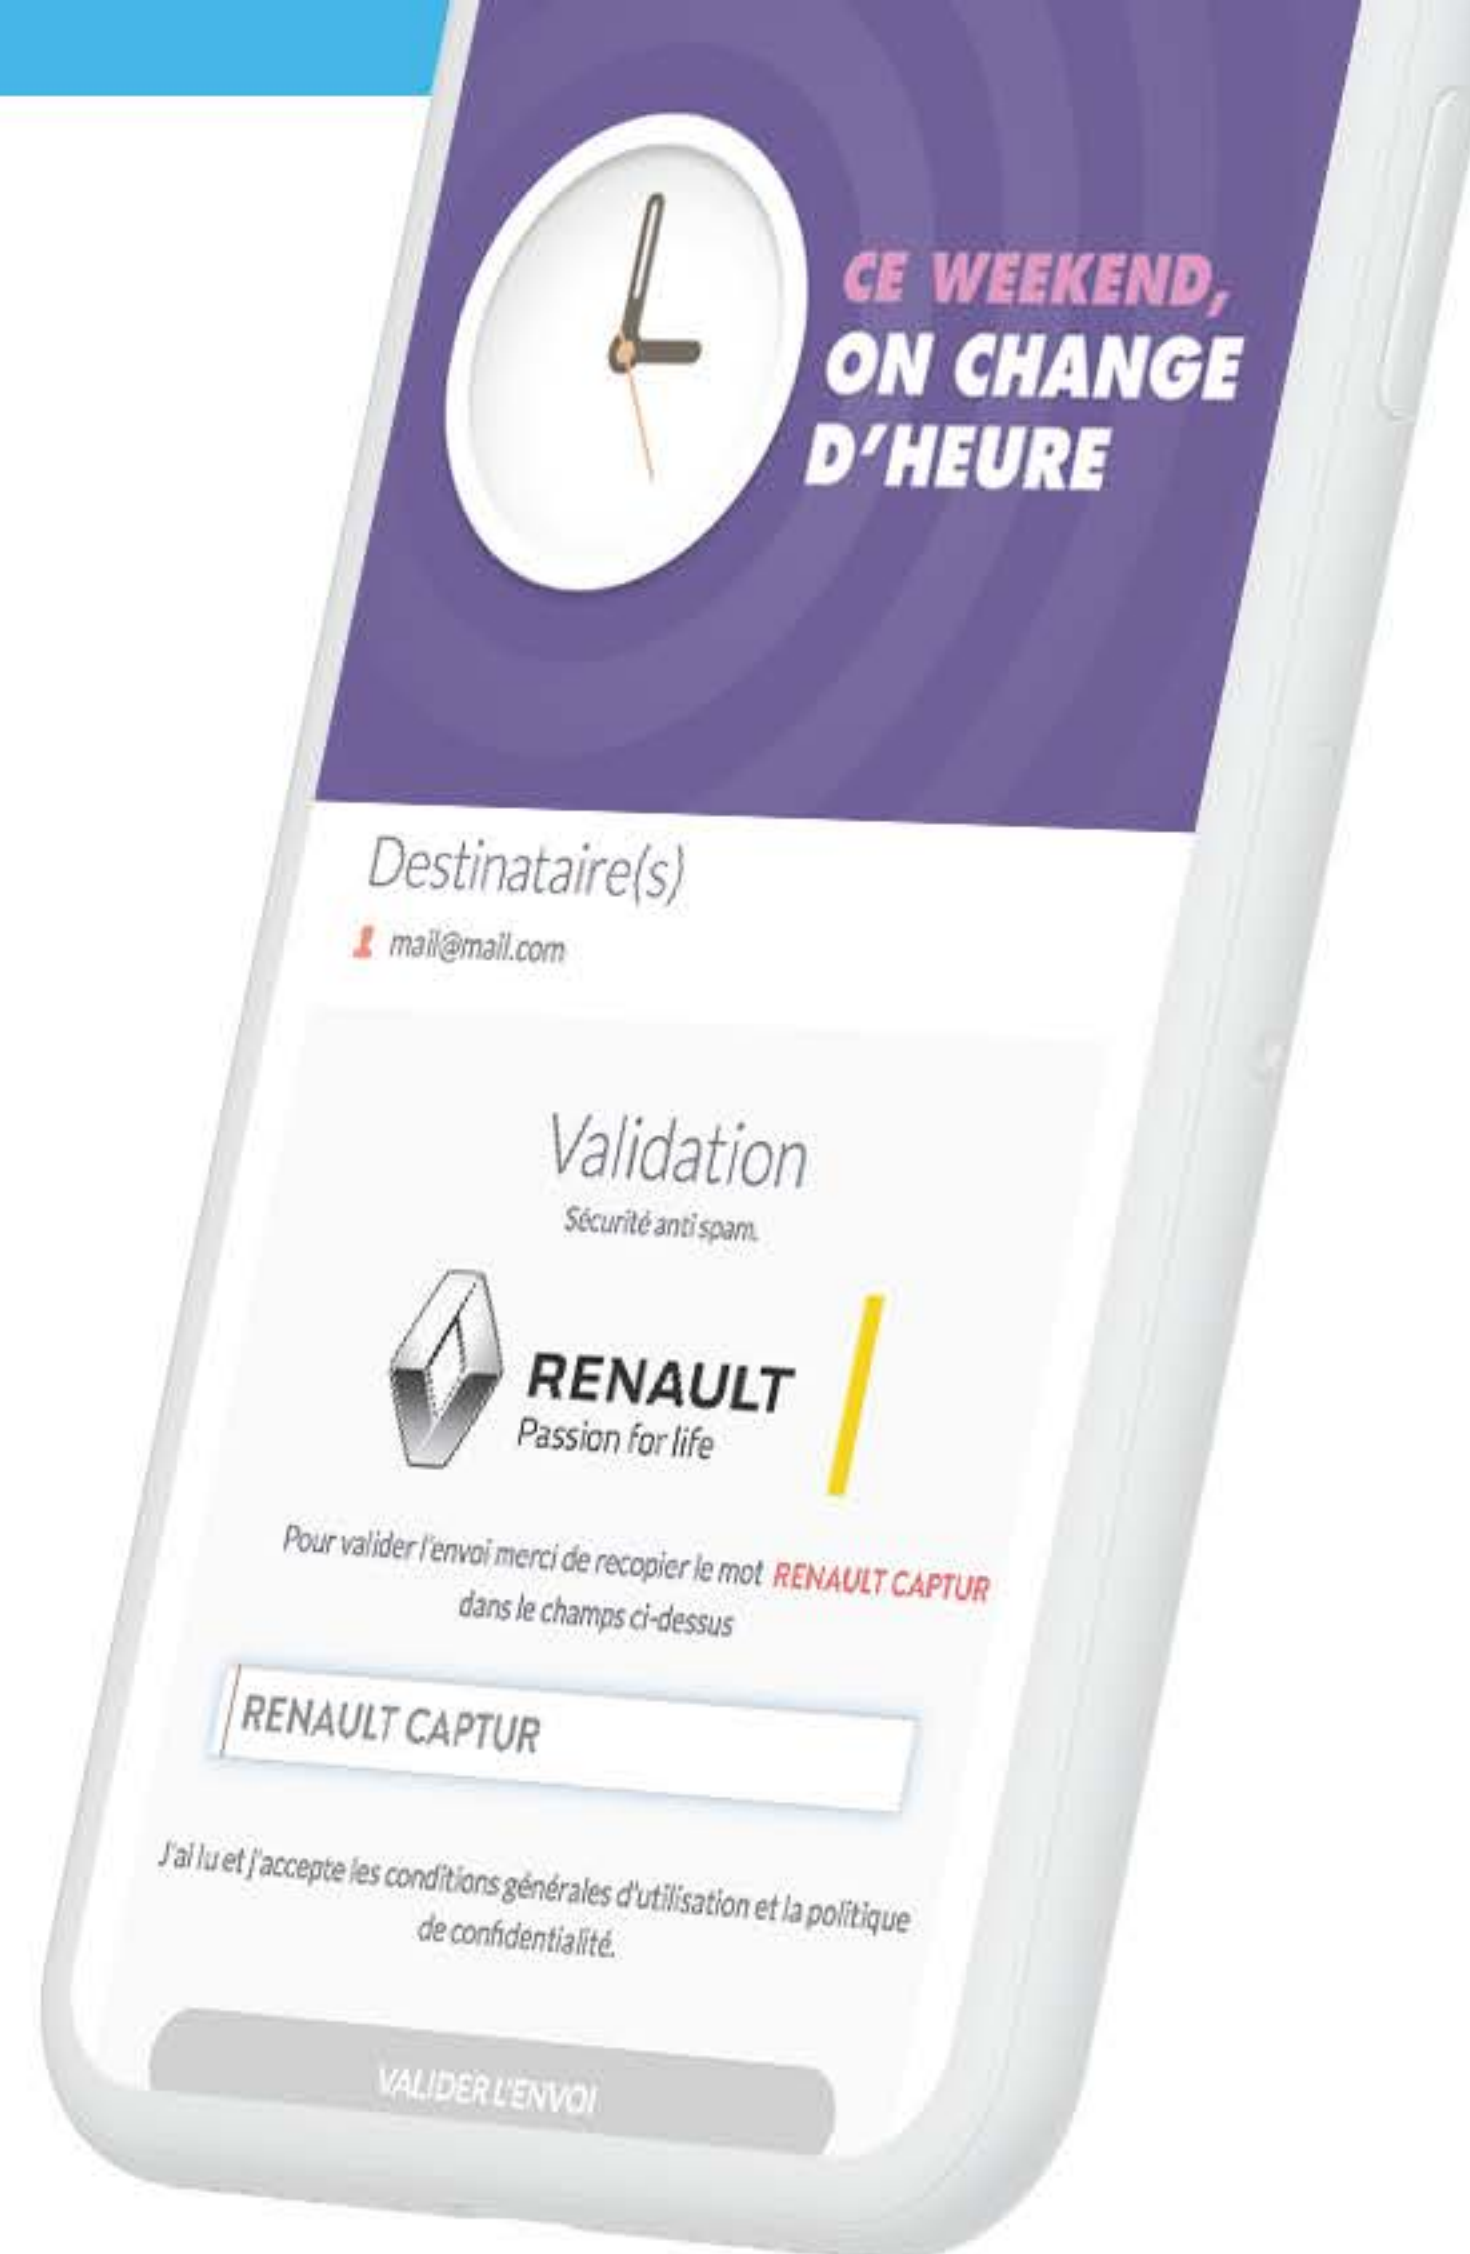 CE WEEKEND,
ON CHANGE
D'HEURE
Destinataire(s)
mail@mail.com
Validation
Sécurité anti spam.
RENAULT
Passion for life
Pour valider l'envoi merci de recopier le mot RENAULT CAPTUR
dans le champs ci-dessus
RENAULT CAPTUR
J'ai lu et j'accepte les conditions générales d'utilisation et la politique
de confidentialité.
VALIDER L'ENVOI